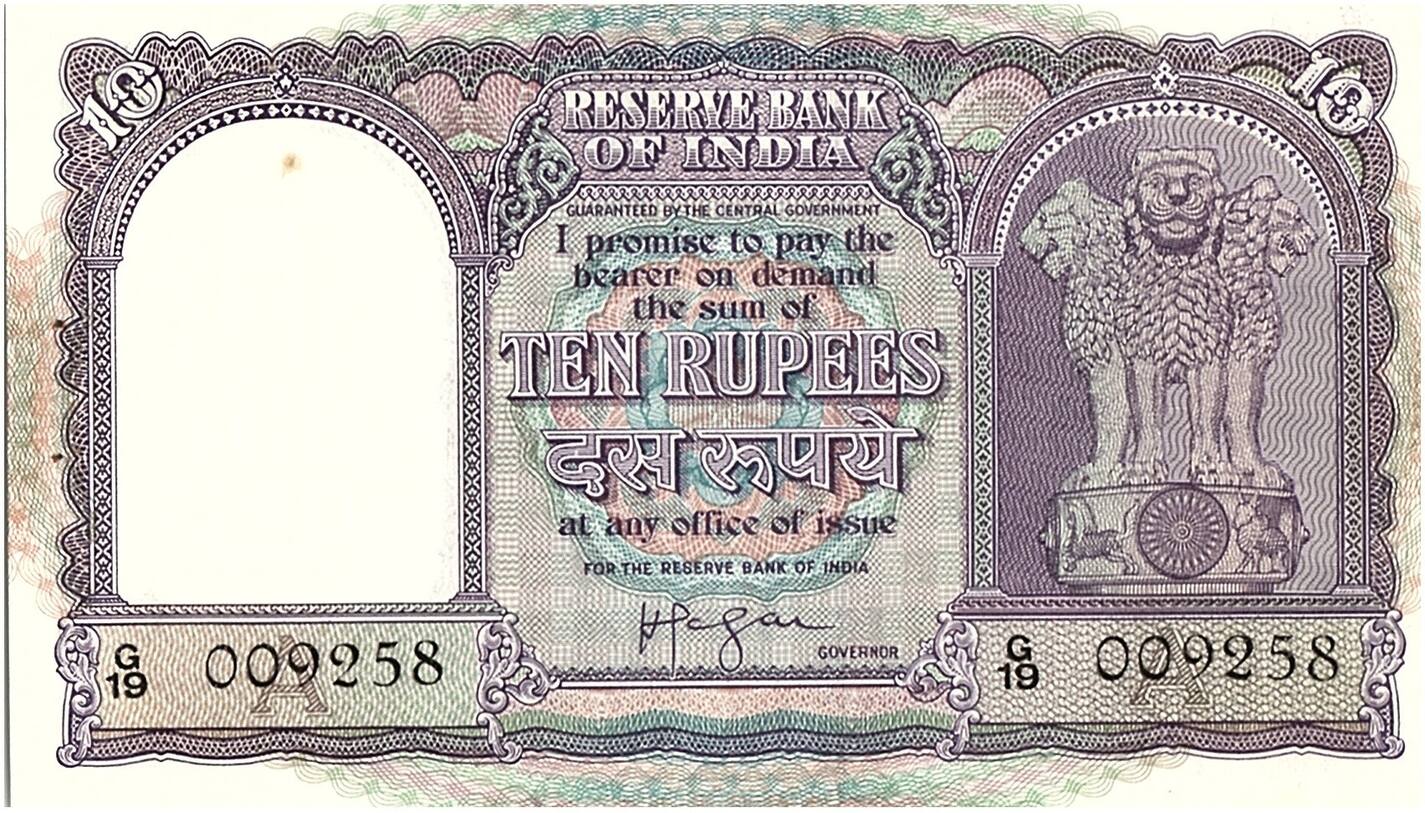 10
10
RESERVE BANK
OF INDIA
GUARANTEED BY THE CENTRAL GOVERNMENT
I promise to pay the
bearer on demand
the sum of
TEN RUPEES
दस रूपये
at any office of issue
FOR THE RESERVE BANK OF INDIA
GOVERNOR
G
19 009258
A
G
19 009258
A